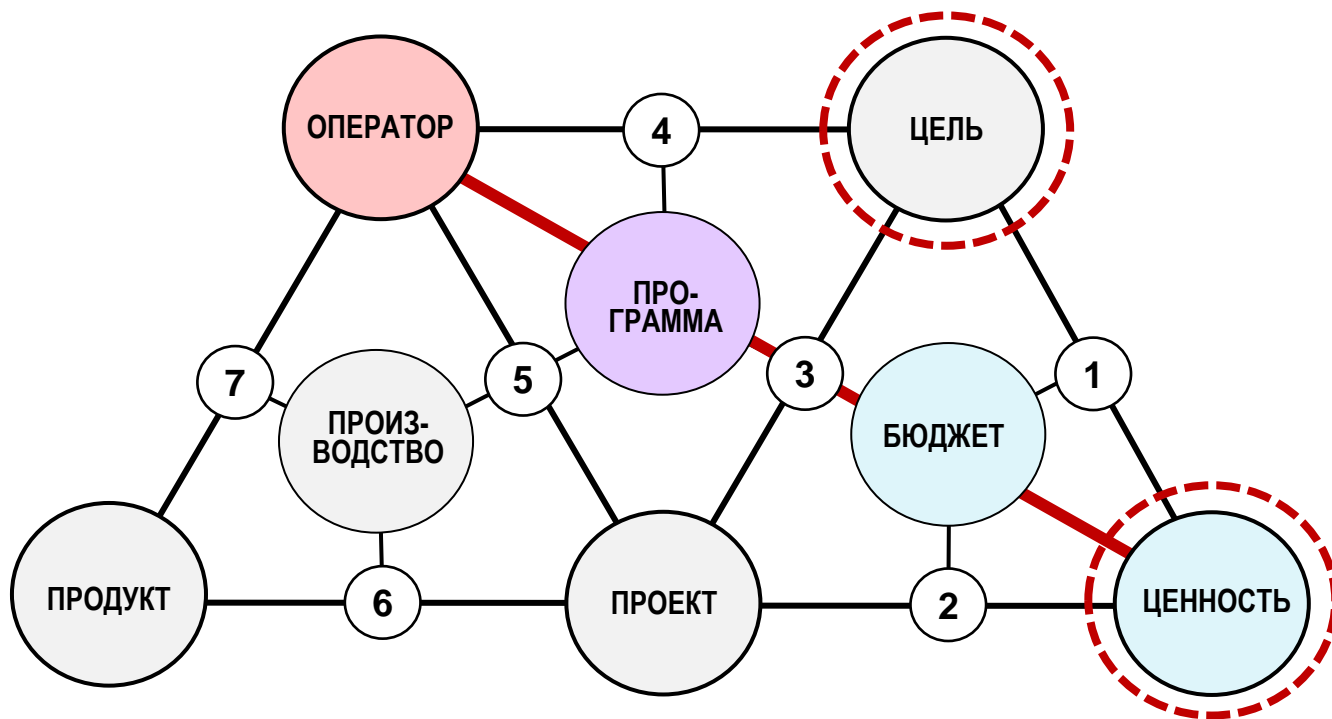 ОПЕРАТОР
4
ЦЕЛЬ
ПРО-
ГРАММА
7
5
3
1
ПРОИЗ-
ВОДСТВО
БЮДЖЕТ
ПРОДУКТ
6
ПРОЕКТ
2
ЦЕННОСТЬ